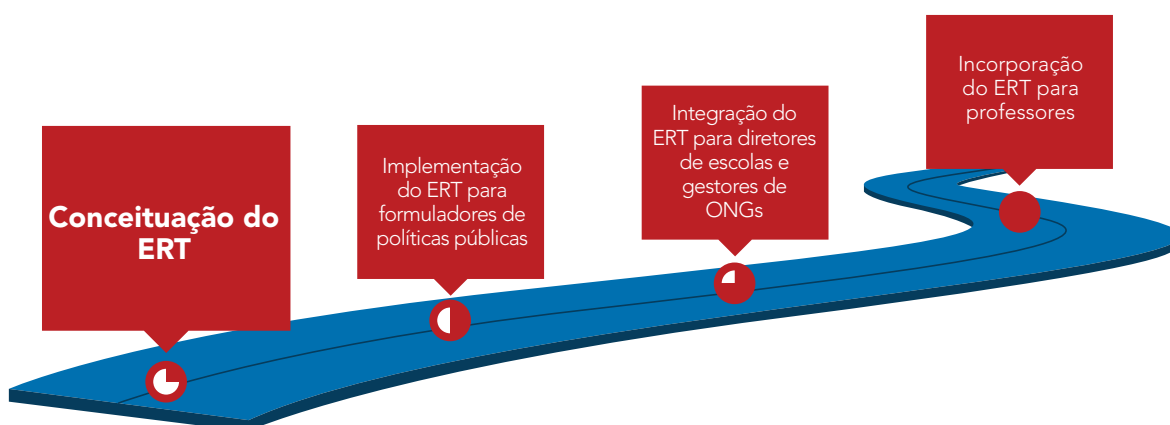 Conceituação do
ERT
Implementação
do ERT para
formuladores de
políticas públicas
Integração do
ERT para diretores
de escolas e
gestores de
ONGs
Incorporação
do ERT para
professores